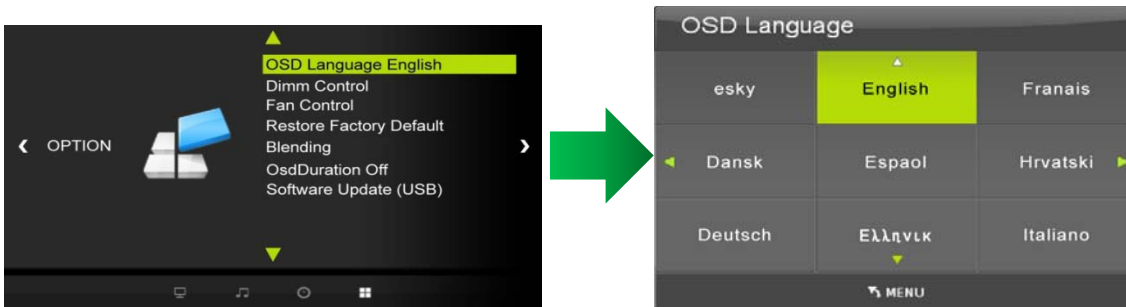 OPTION
OSD Language English
Dimm Control
Fan Control
Restore Factory Default
Blending
OsdDuration Off
Software Update (USB)
OSD Language
esky English Franais
Dansk Espaol Hrvatski
Deutsch Ελληνικ Italiano
MENU